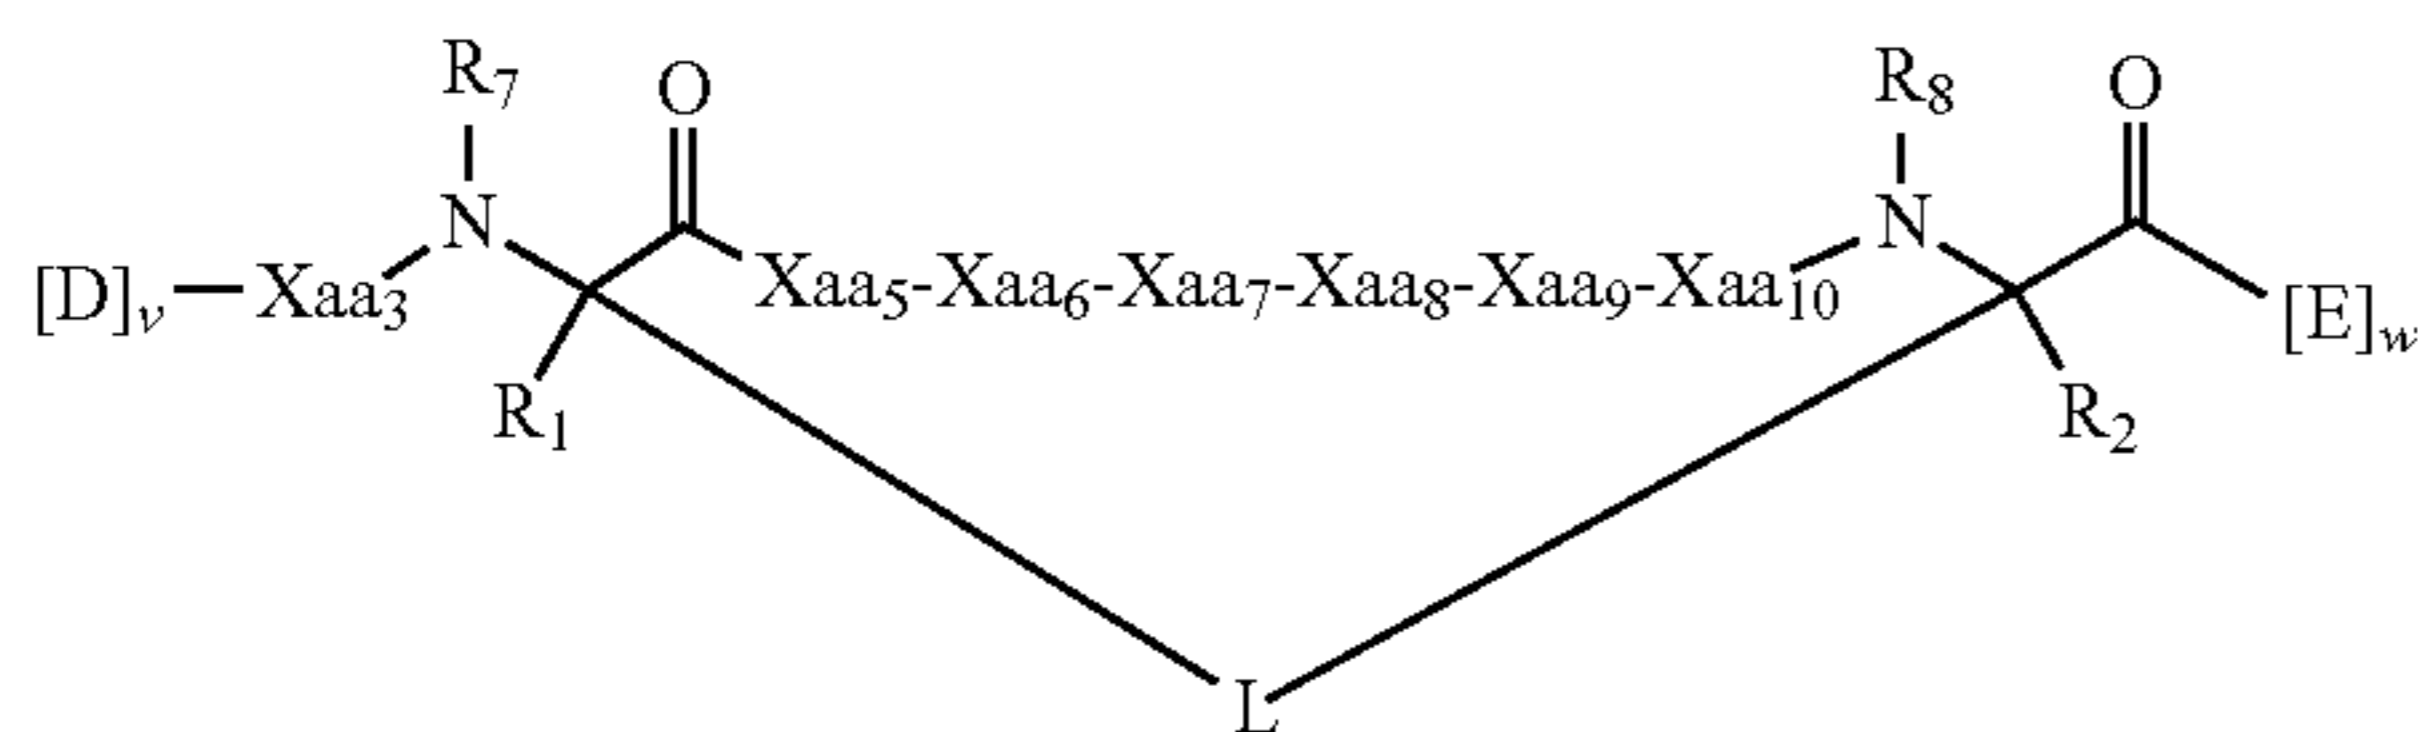 R7 O R8 O
N N
[D]v—Xaa3 Xaa5-Xaa6-Xaa7-Xaa8-Xaa9-Xaa10 [E]w
R1 R2
L